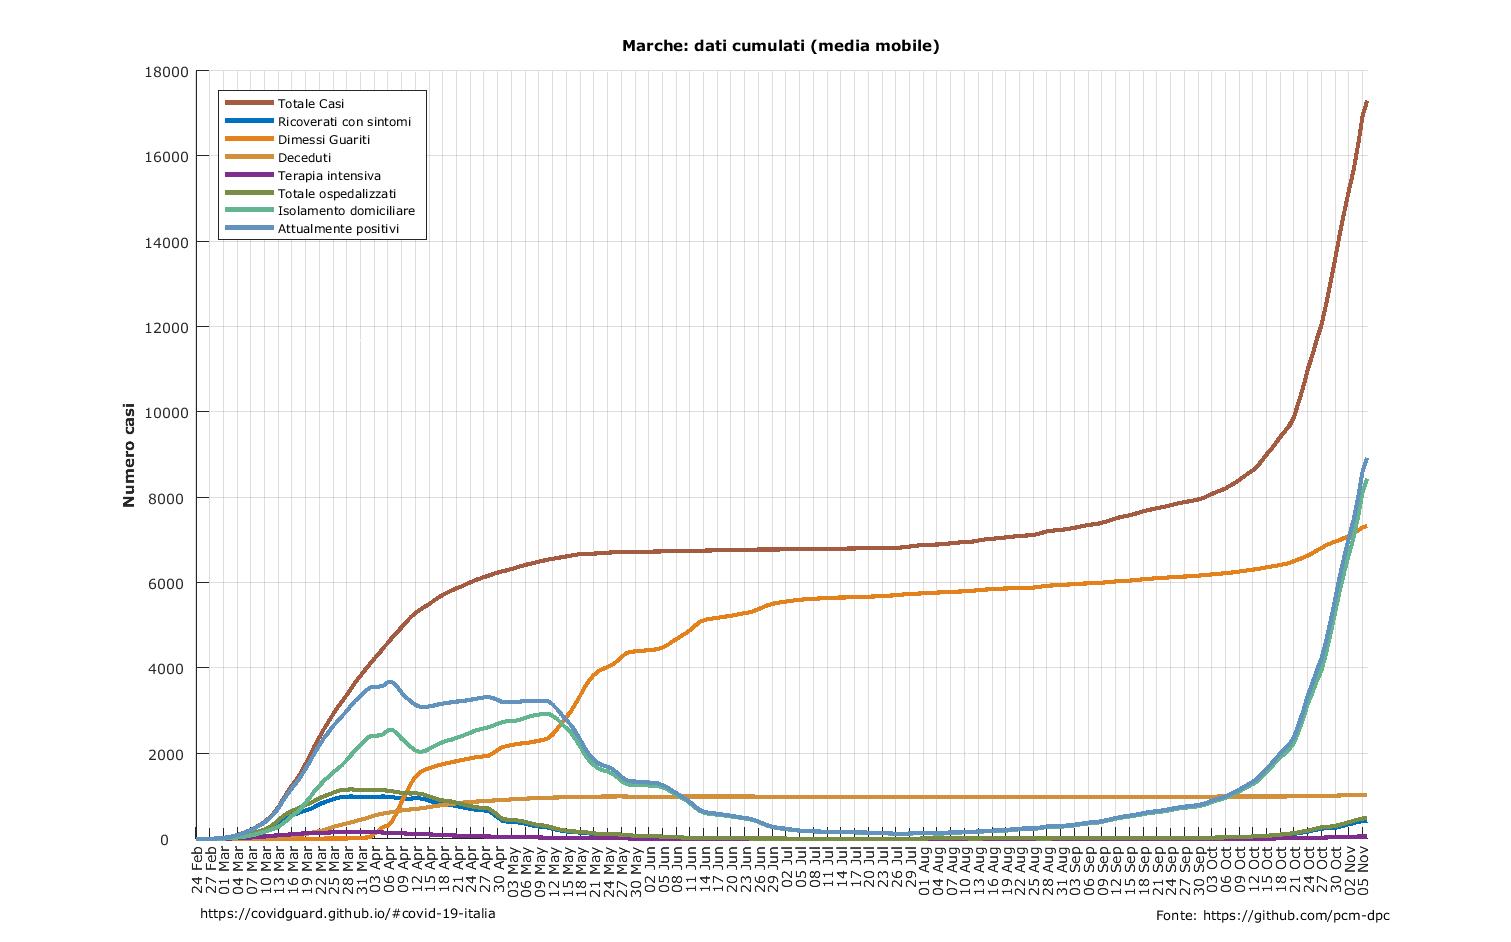 Marche: dati cumulati (media mobile)
18000
16000
14000
12000
10000
8000
6000
4000
2000
0
Numero casi
Totale Casi
Ricoverati con sintomi
Dimessi Guariti
Deceduti
Terapia intensiva
Totale ospedalizzati
Isolamento domiciliare
Attualmente positivi
24 Feb
27 Feb
01 Mar
04 Mar
07 Mar
10 Mar
13 Mar
16 Mar
19 Mar
22 Mar
25 Mar
28 Mar
31 Mar
03 Apr
06 Apr
09 Apr
12 Apr
15 Apr
18 Apr
21 Apr
24 Apr
27 Apr
30 Apr
03 May
06 May
09 May
12 May
15 May
18 May
21 May
24 May
27 May
30 May
02 Jun
05 Jun
08 Jun
11 Jun
14 Jun
17 Jun
20 Jun
23 Jun
26 Jun
29 Jun
02 Jul
05 Jul
08 Jul
11 Jul
14 Jul
17 Jul
20 Jul
23 Jul
26 Jul
29 Jul
01 Aug
04 Aug
07 Aug
10 Aug
13 Aug
16 Aug
19 Aug
22 Aug
25 Aug
28 Aug
31 Aug
03 Sep
06 Sep
09 Sep
12 Sep
15 Sep
18 Sep
21 Sep
24 Sep
27 Sep
30 Sep
03 Oct
06 Oct
09 Oct
12 Oct
15 Oct
18 Oct
21 Oct
24 Oct
27 Oct
30 Oct
02 Nov
05 Nov
https://covidguard.github.io/#covid-19-italia
Fonte: https://github.com/pcm-dpc